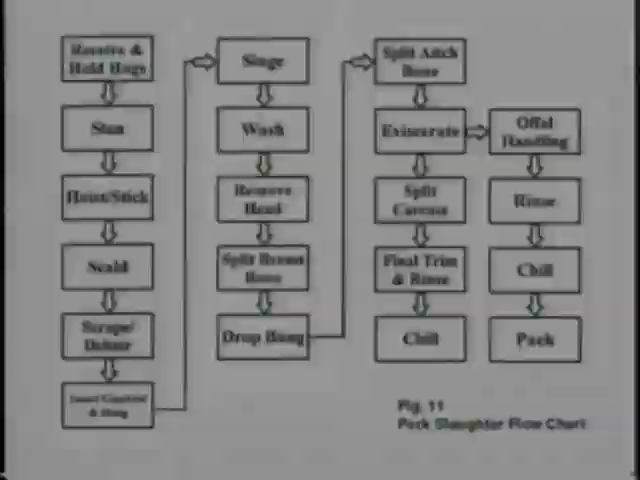 Receive &
Hold Hogs
Stun
Hoist/Stick
Scald
Scrape/
Dehair
& Hang
Singe
Wash
Remove
Head
Split Breast
Bone
Drop Bung
Split Aitch
Bone
Eviscerate
Split
Carcass
Final Trim
& Rinse
Chill
Offal
Handling
Rinse
Chill
Pack
Fig. 11
Pork Slaughter Flow Chart